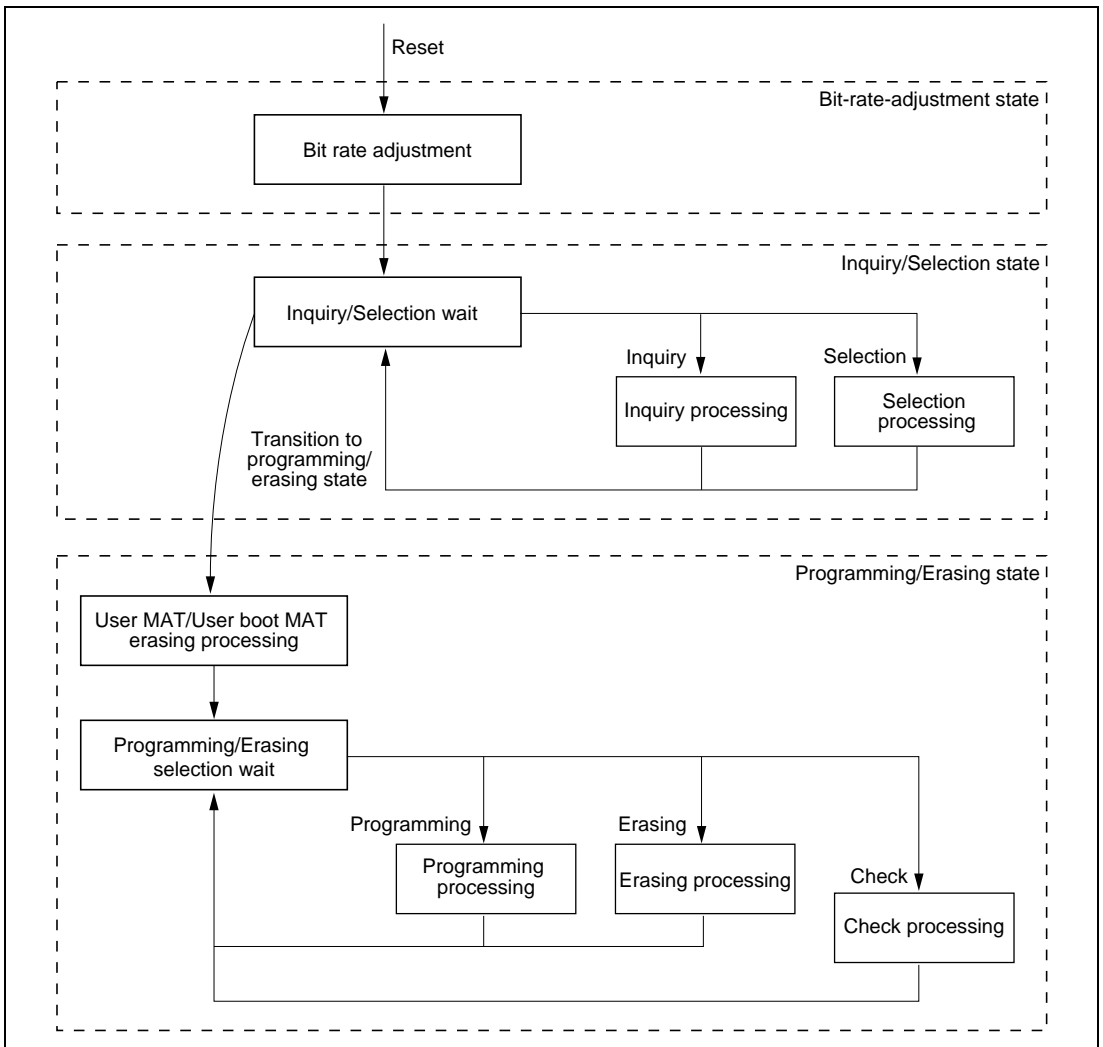 Reset
Bit-rate-adjustment state
Bit rate adjustment
Inquiry/Selection state
Inquiry/Selection wait
Inquiry
Selection
Inquiry processing
Selection
processing
Transition to
programming/
erasing state
Programming/Erasing state
User MAT/User boot MAT
erasing processing
Programming/Erasing
selection wait
Programming
Erasing
Programming
processing
Erasing processing
Check
Check processing